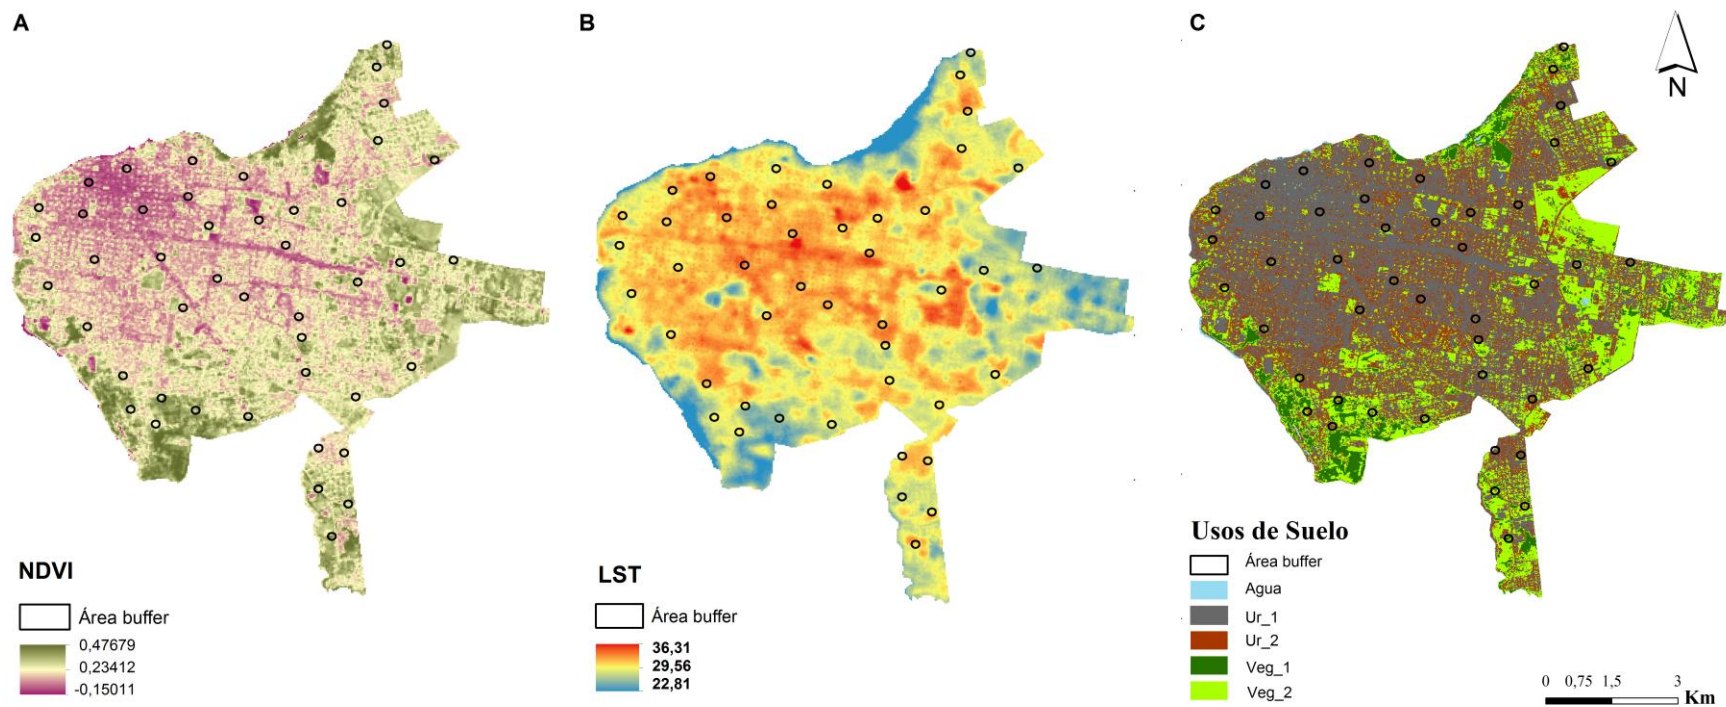 A
B
C
N
NDVI
Área buffer
0,47679
0,23412
-0,15011
LST
Área buffer
36,31
29,56
22,81
Usos de Suelo
Área buffer
Agua
Ur_1
Ur_2
Veg_1
Veg_2
0 0,75 1,5 3
Km